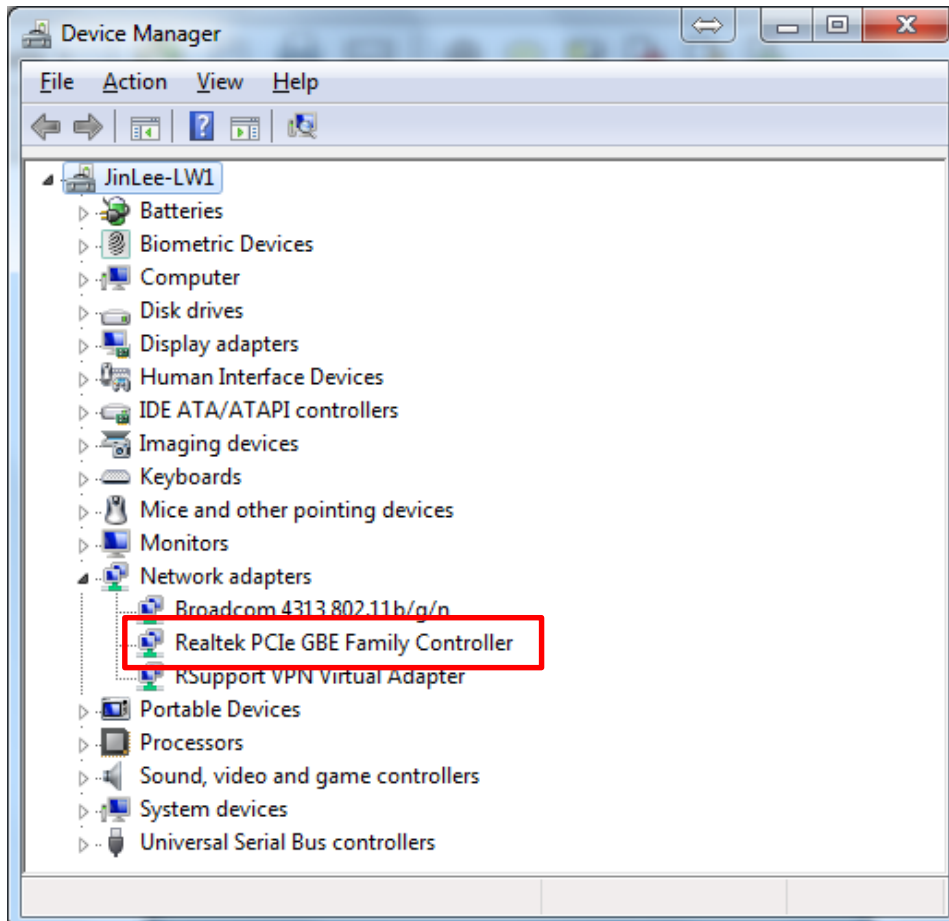 Device Manager
File Action View Help
JinLee-LW1
Batteries
Biometric Devices
Computer
Disk drives
Display adapters
Human Interface Devices
IDE ATA/ATAPI controllers
Imaging devices
Keyboards
Mice and other pointing devices
Monitors
Network adapters
Broadcom 4313 802.11b/g/n
Realtek PCIe GBE Family Controller
RSupport VPN Virtual Adapter
Portable Devices
Processors
Sound, video and game controllers
System devices
Universal Serial Bus controllers